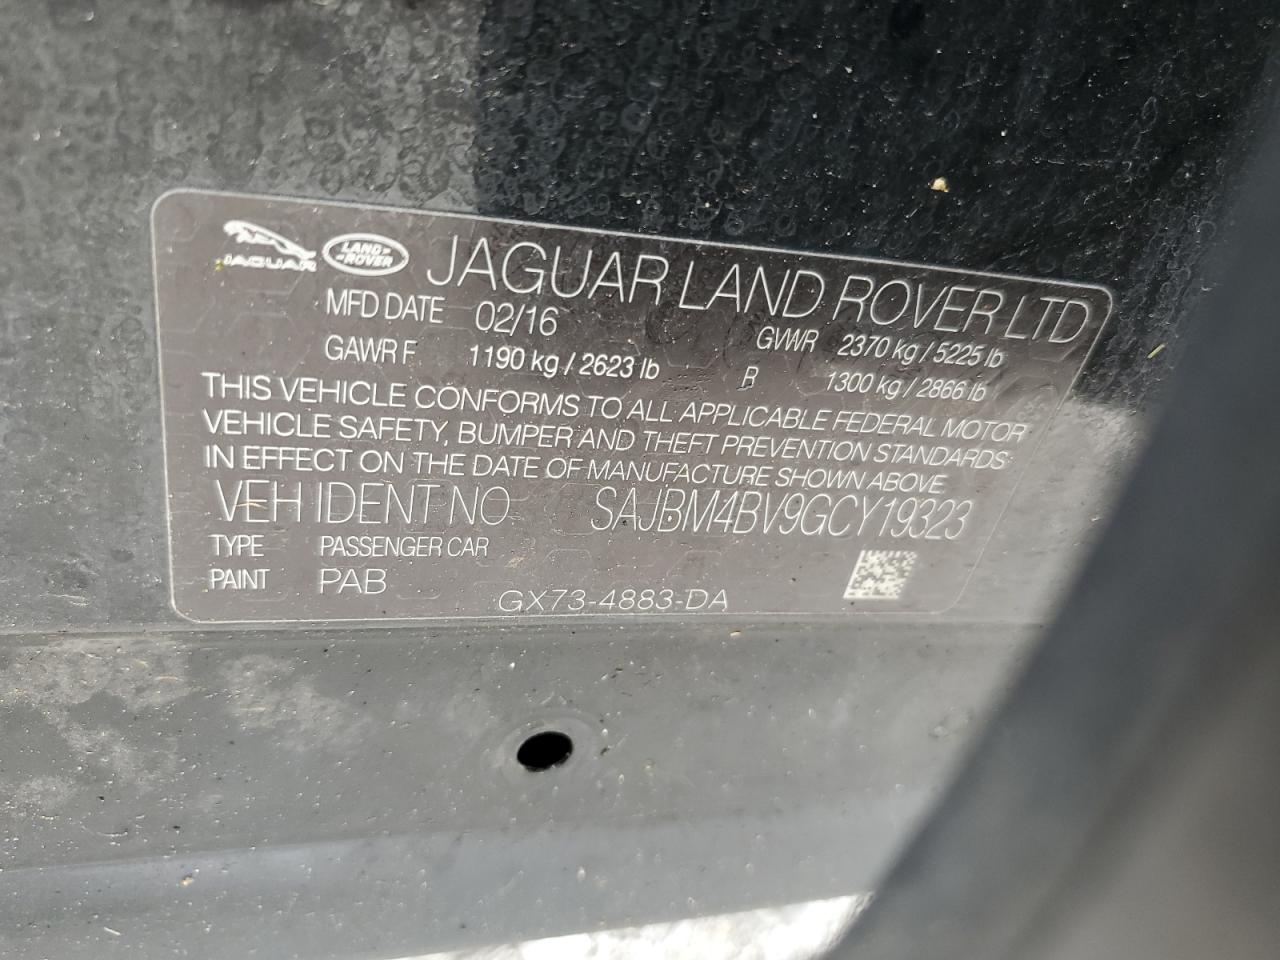 JAGUAR LAND ROVER JAGUAR LAND ROVER LTD
MFD DATE 02/16 GVWR 2370 kg / 5225 lb
GAWR F 1190 kg / 2623 lb R 1300 kg / 2866 lb
THIS VEHICLE CONFORMS TO ALL APPLICABLE FEDERAL MOTOR
VEHICLE SAFETY, BUMPER AND THEFT PREVENTION STANDARDS
IN EFFECT ON THE DATE OF MANUFACTURE SHOWN ABOVE
VEH IDENT NO SAJBM4BV9GCY19323
TYPE PASSENGER CAR
PAINT PAB
GX73-4883-DA